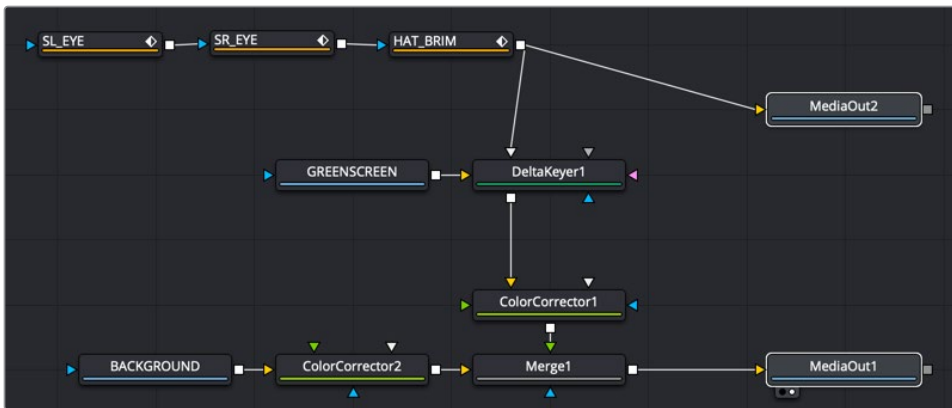 SL_EYE
SR_EYE
HAT_BRIM
MediaOut2
GREENSCREEN
DeltaKeyer1
ColorCorrector1
BACKGROUND
ColorCorrector2
Merge1
MediaOut1